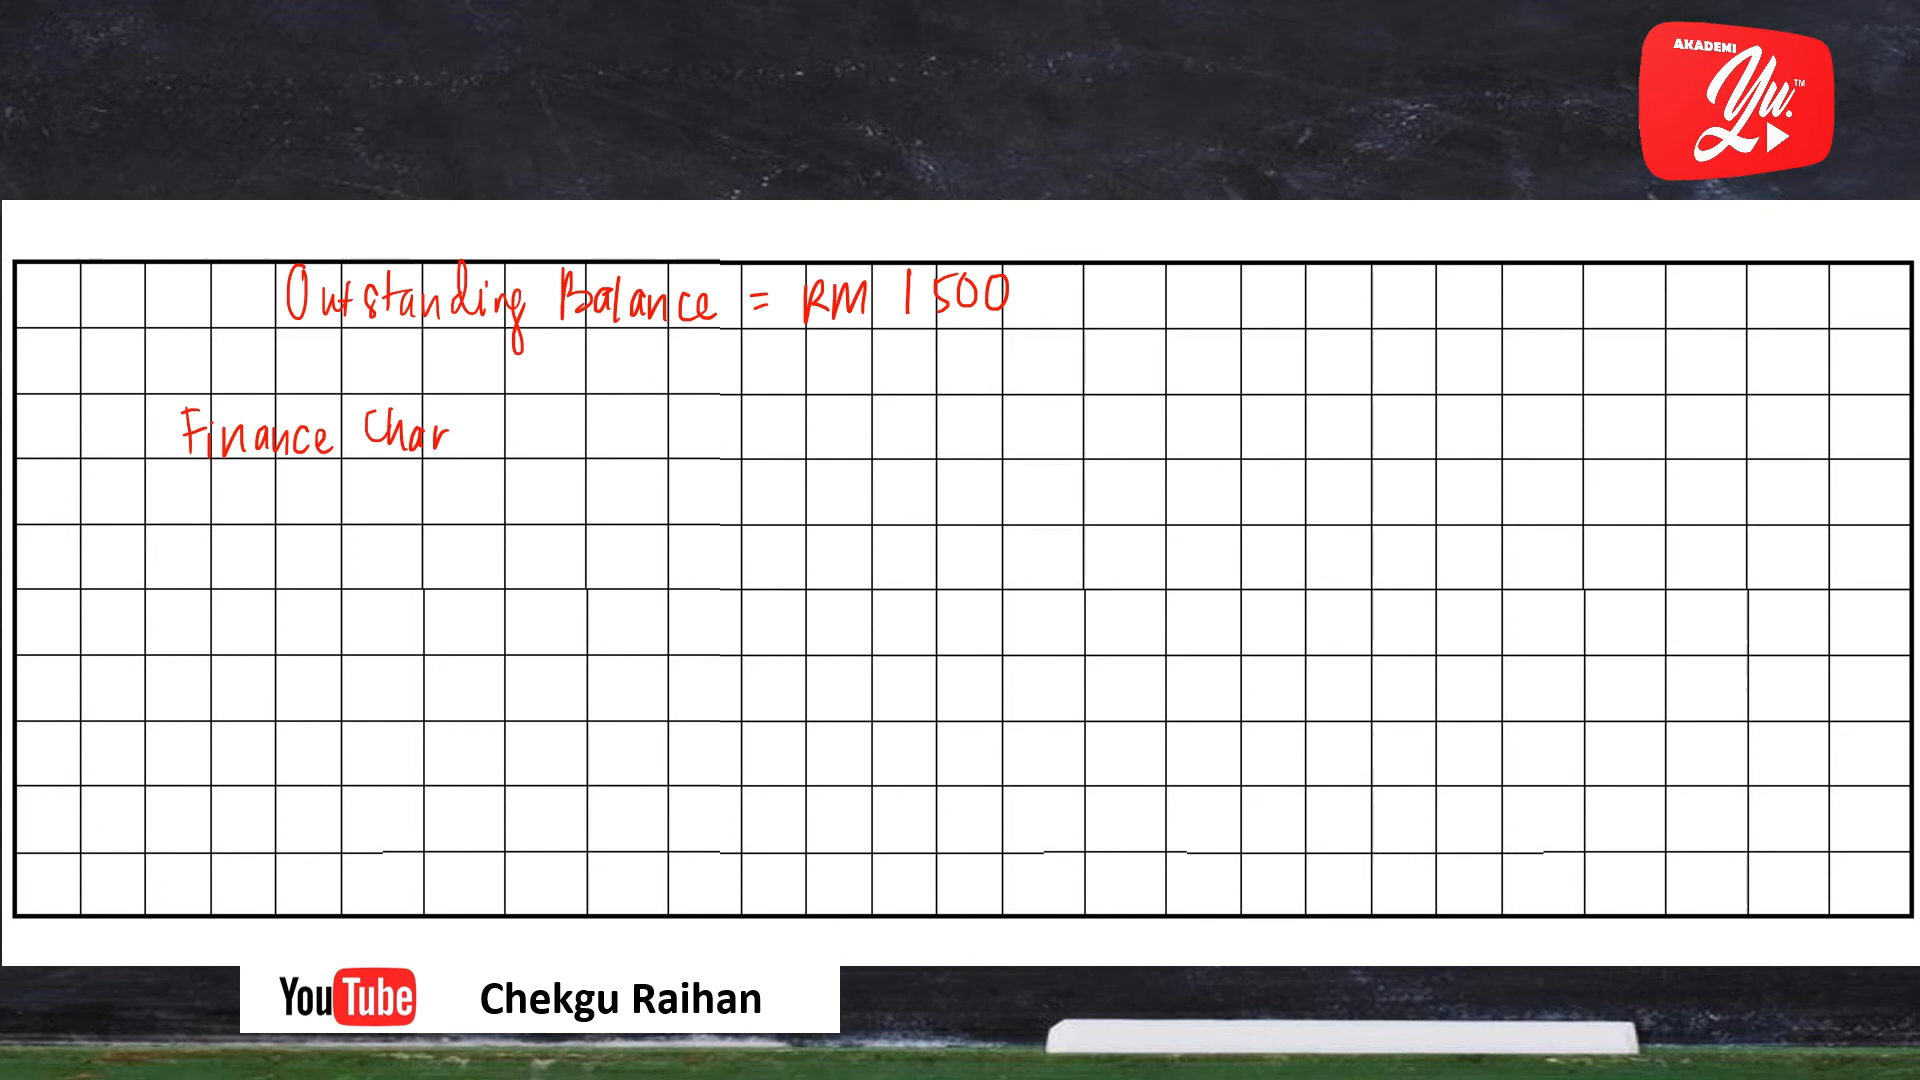 AKADEMI
Yu.™
Outstanding Balance = RM 1500
Finance Char
YouTube
Chekgu Raihan